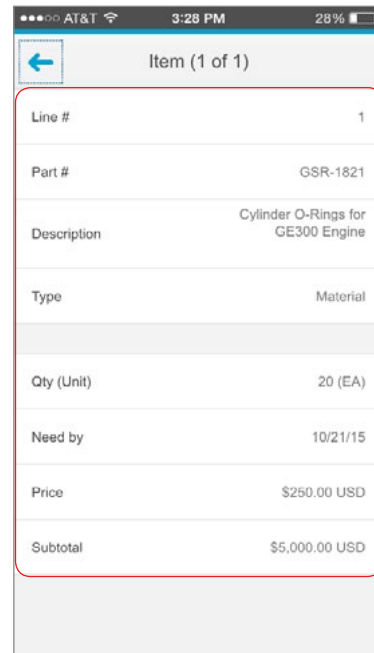 AT&T 3:28 PM 28%
Item (1 of 1)
Line # 1
Part # GSR-1821
Description Cylinder O-Rings for
GE300 Engine
Type Material
Qty (Unit) 20 (EA)
Need by 10/21/15
Price $250.00 USD
Subtotal $5,000.00 USD